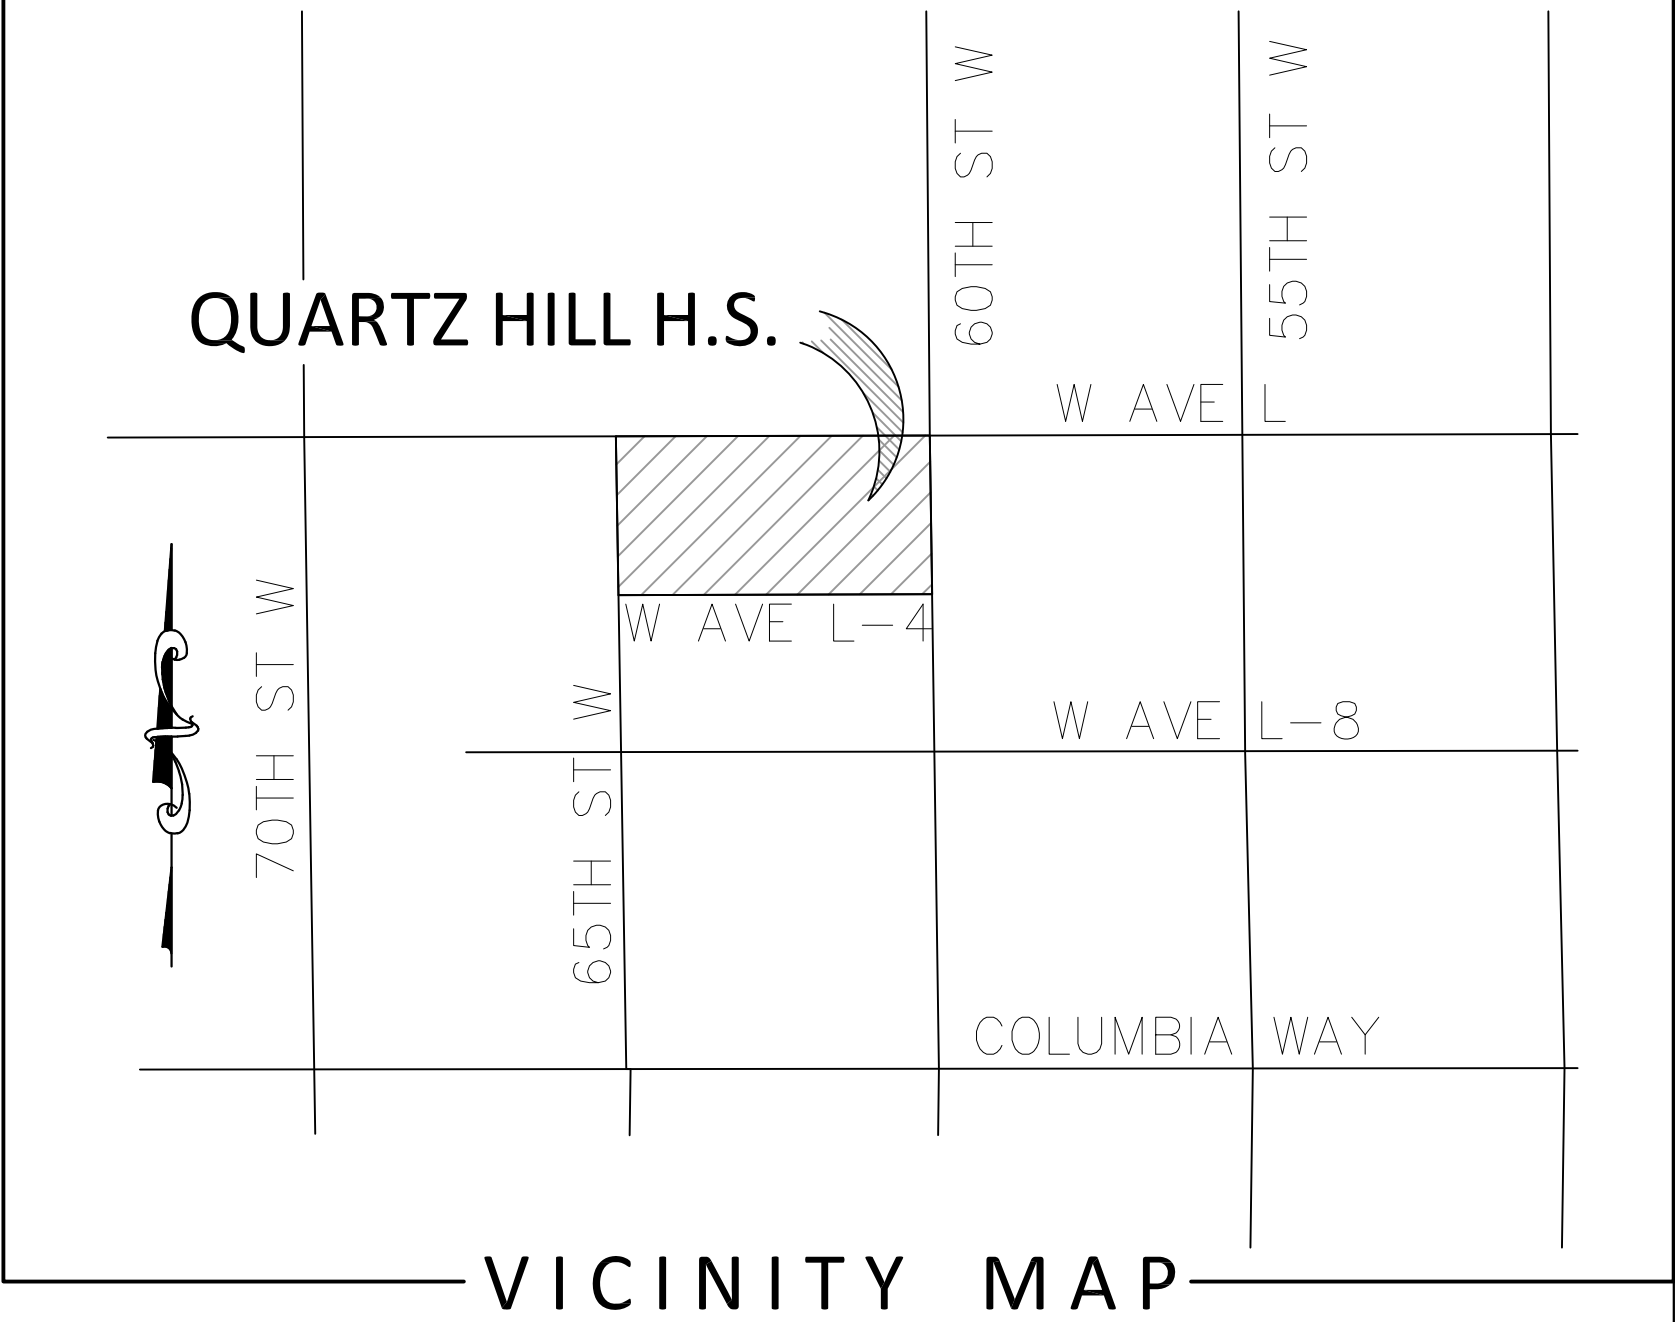 60TH ST W
55TH ST W
QUARTZ HILL H.S.
W AVE L
W AVE L-4
70TH ST W
65TH ST W
W AVE L-8
COLUMBIA WAY
VICINITY MAP